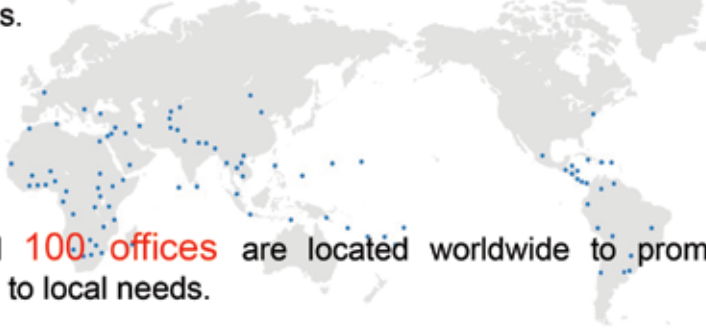 s.
100 offices are located worldwide to prom
to local needs.